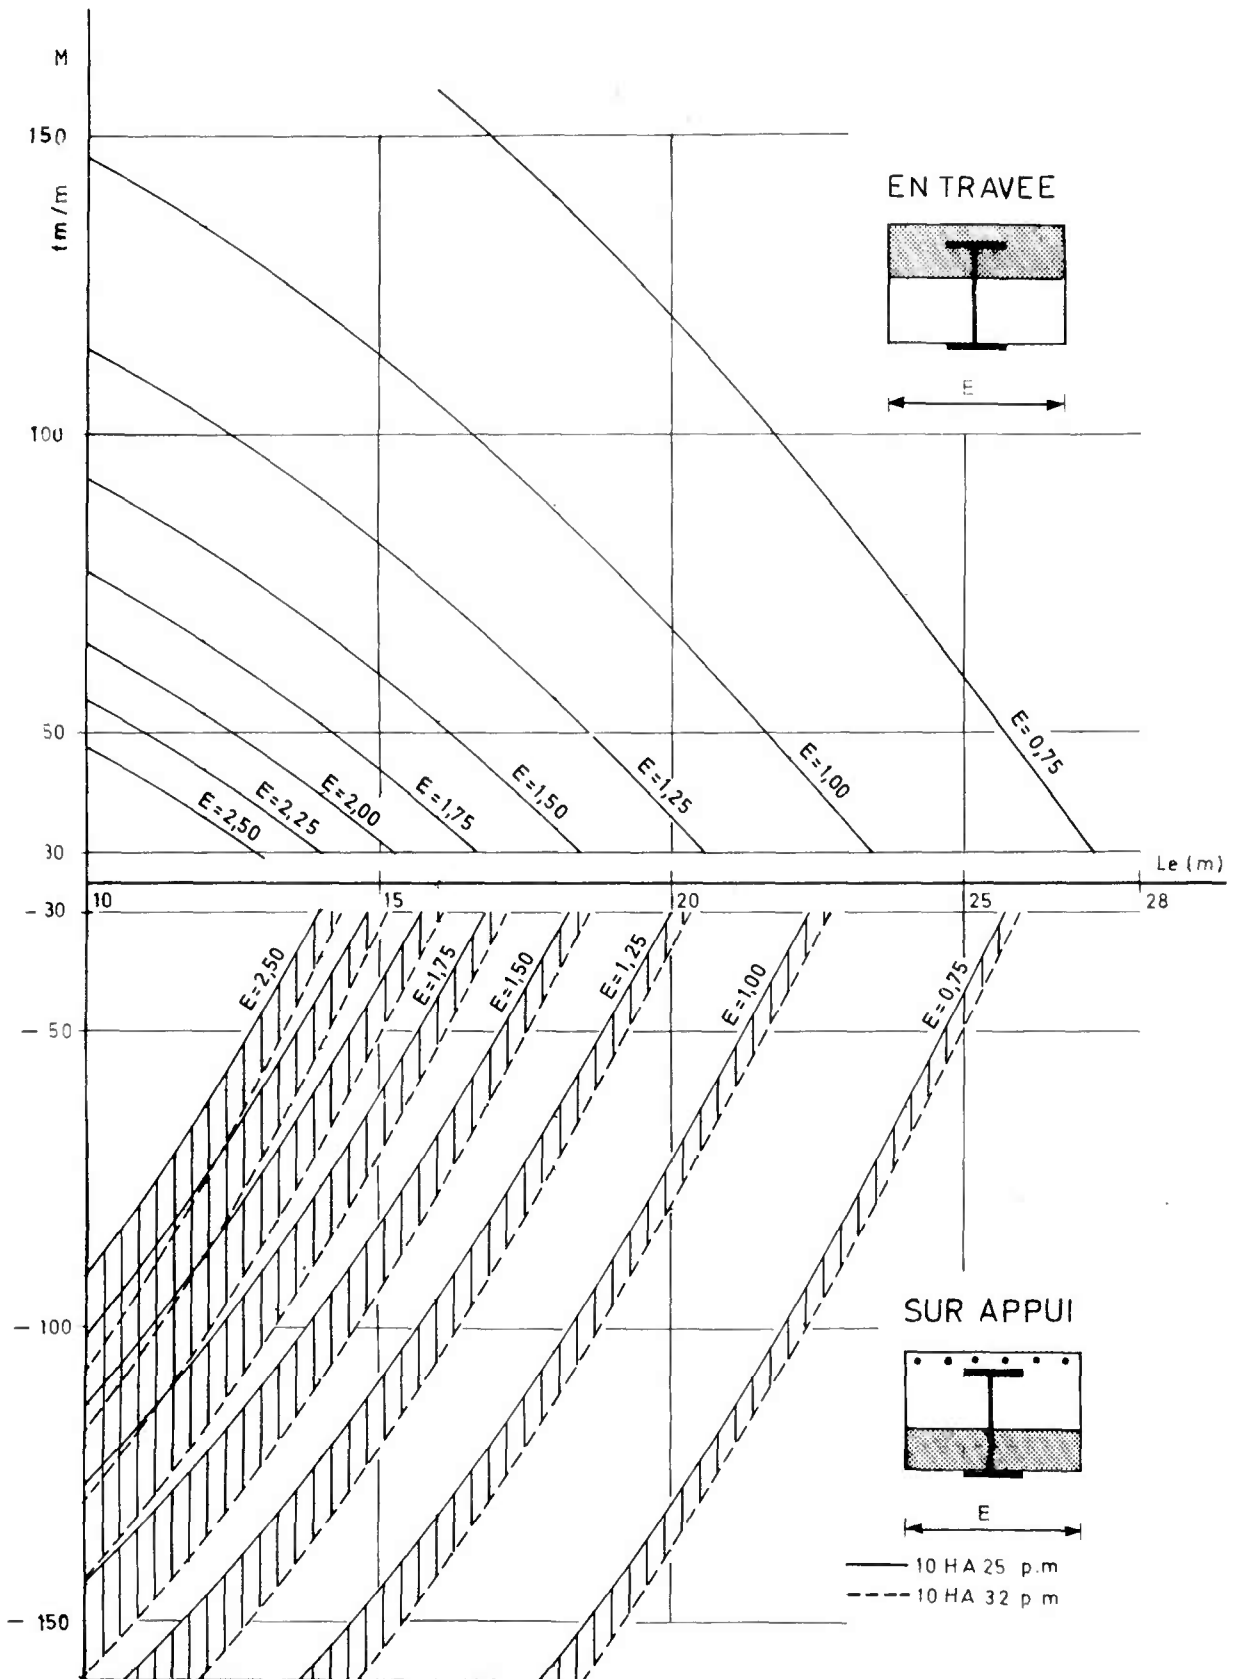 M
150
tm/m
EN TRAVEE
E
100
50
E=2,50
E=2,25
E=2,00
E=1,75
E=1,50
E=1,25
E=1,00
E=0,75
30
Le (m)
10
15
20
25
28
-30
E=2,50
E=1,75
E=1,50
E=1,25
E=1,00
E=0,75
-50
-100
SUR APPUI
E
10 HA 25 p.m
10 HA 32 p m
-150